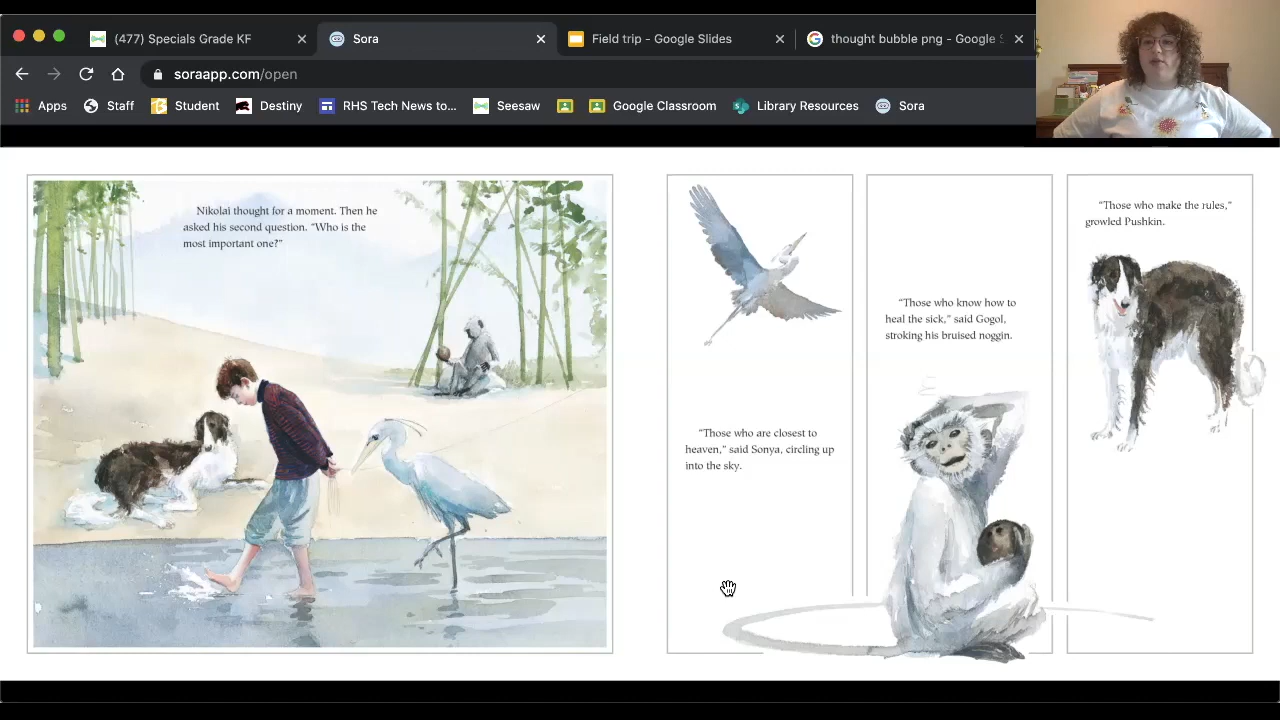 (477) Specials Grade KF
Sora
Field trip - Google Slides
thought bubble png - Google S
soraapp.com/open
Apps
Staff
Student
Destiny
RHS Tech News to...
Seesaw
Google Classroom
Library Resources
Sora
Nikolai thought for a moment. Then he
asked his second question. “Who is the
most important one?”
“Those who are closest to
heaven,” said Sonya, circling up
into the sky.
“Those who know how to
heal the sick,” said Gogol,
stroking his bruised noggin.
“Those who make the rules,”
growled Pushkin.